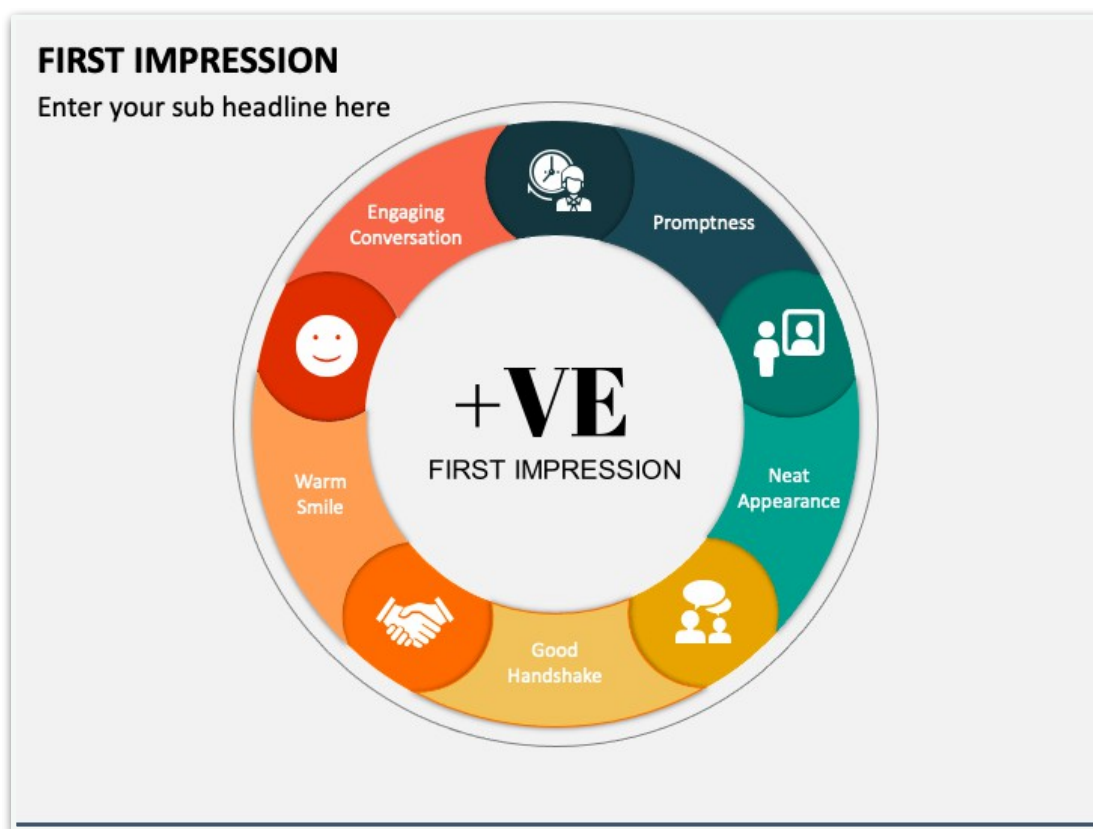 FIRST IMPRESSION
Enter your sub headline here
Engaging
Conversation
Promptness
+VE
FIRST IMPRESSION
Warm
Smile
Neat
Appearance
Good
Handshake